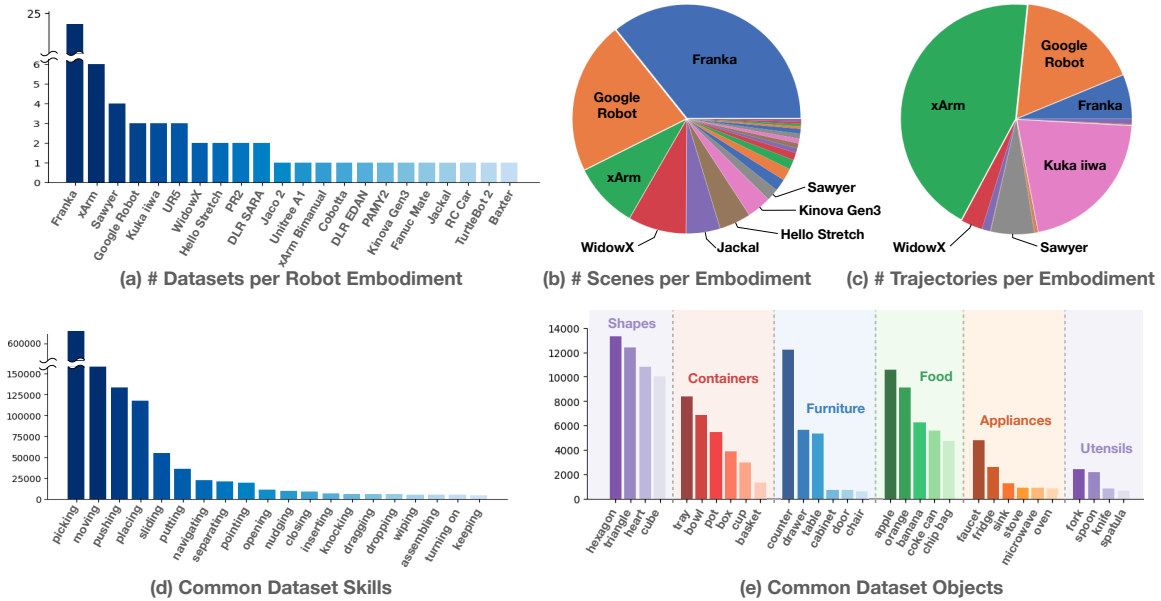 25
6
5
4
3
2
1
0
Franka
xArm
Sawyer
Google Robot
Kuka iiwa
UR5
WidowX
Hello Stretch
PR2
DLR SARA
Jaco 2
Unitree A1
xArm Bimanual
Cobotta
DLR EDAN
PAMY2
Kinova Gen3
Fanuc Mate
Jackal
RC Car
TurtleBot 2
Baxter
(a) # Datasets per Robot Embodiment
Franka
Google
Robot
xArm
WidowX
Jackal
Hello Stretch
Kinova Gen3
Sawyer
(b) # Scenes per Embodiment
xArm
Google
Robot
Franka
Kuka iiwa
WidowX
Sawyer
(c) # Trajectories per Embodiment
600000
150000
125000
100000
75000
50000
25000
0
picking
moving
pushing
placing
sliding
putting
navigating
separating
pointing
opening
nudging
closing
inserting
knocking
dragging
dropping
wiping
assembling
turning on
keeping
(d) Common Dataset Skills
14000
12000
10000
8000
6000
4000
2000
0
Shapes
Containers
Furniture
Food
Appliances
Utensils
hexagon
triangle
heart
cube
tray
bowl
pot
box
cup
basket
counter
drawer
table
cabinet
door
chair
apple
orange
banana
coke can
chip bag
faucet
fridge
sink
stove
microwave
oven
fork
spoon
knife
spatula
(e) Common Dataset Objects